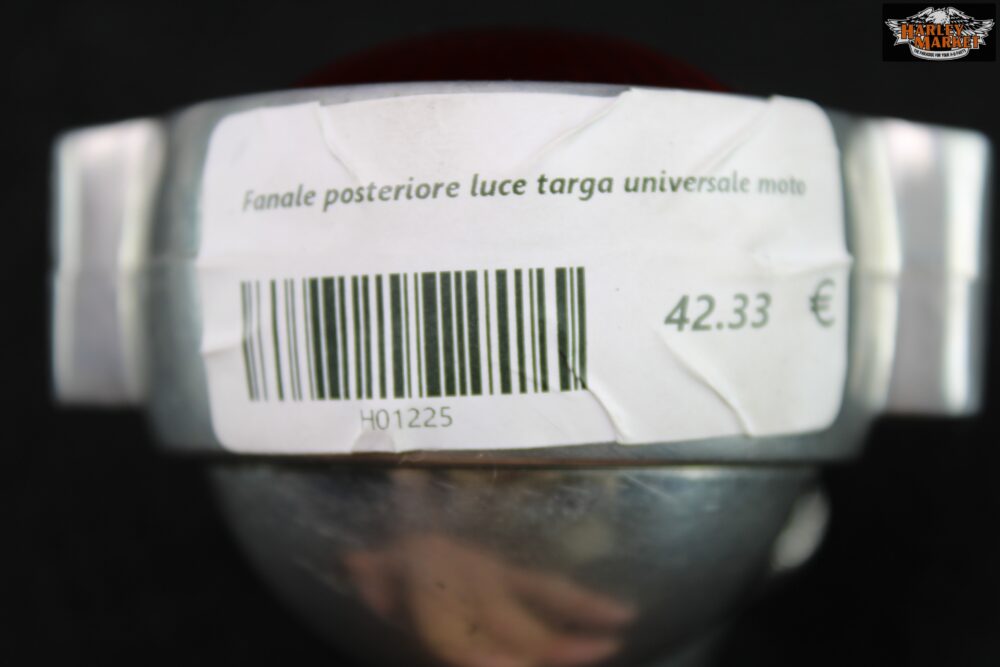 HARLEY
MARKET
Fanale posteriore luce targa universale moto
42.33 €
H01225